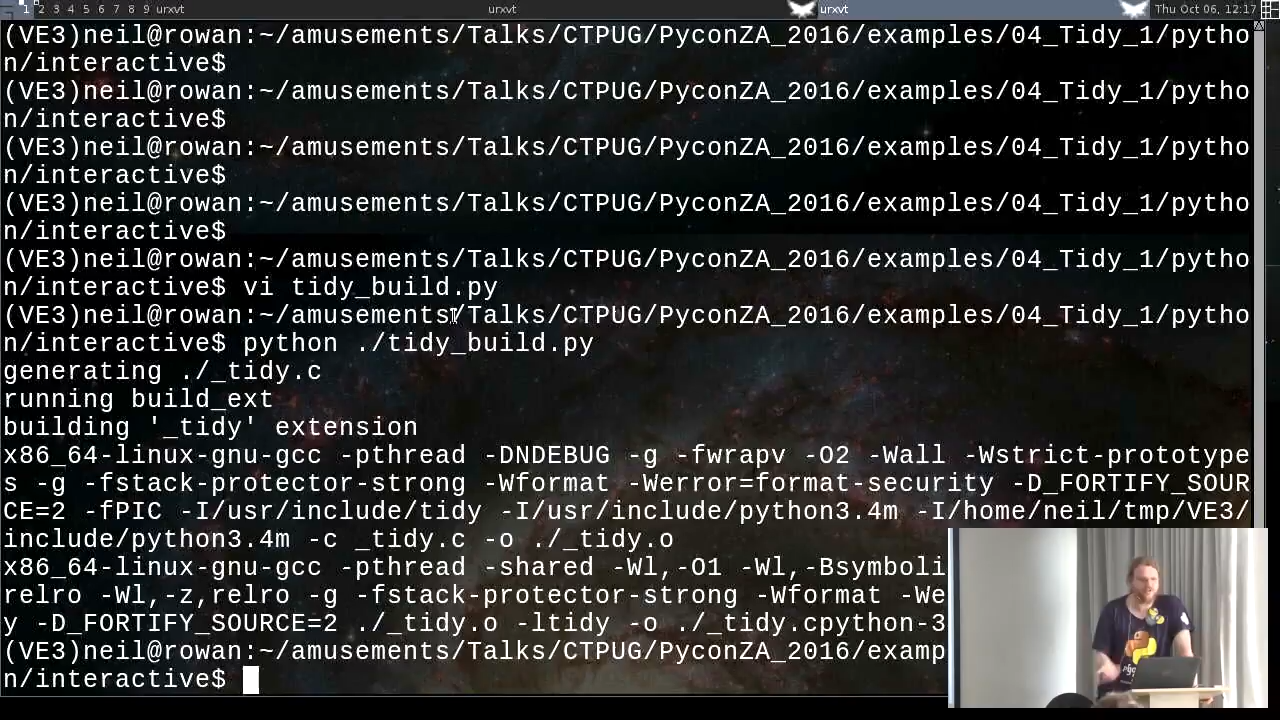 1 2 3 4 5 6 7 8 9 urxvt urxvt urxvt Thu Oct 06, 12:17
(VE3)neil@rowan:~/amusements/Talks/CTPUG/PyconZA_2016/examples/04_Tidy_1/pytho
n/interactive$
(VE3)neil@rowan:~/amusements/Talks/CTPUG/PyconZA_2016/examples/04_Tidy_1/pytho
n/interactive$
(VE3)neil@rowan:~/amusements/Talks/CTPUG/PyconZA_2016/examples/04_Tidy_1/pytho
n/interactive$
(VE3)neil@rowan:~/amusements/Talks/CTPUG/PyconZA_2016/examples/04_Tidy_1/pytho
n/interactive$
(VE3)neil@rowan:~/amusements/Talks/CTPUG/PyconZA_2016/examples/04_Tidy_1/pytho
n/interactive$ vi tidy_build.py
(VE3)neil@rowan:~/amusements/Talks/CTPUG/PyconZA_2016/examples/04_Tidy_1/pytho
n/interactive$ python ./tidy_build.py
generating ./_tidy.c
running build_ext
building '_tidy' extension
x86_64-linux-gnu-gcc -pthread -DNDEBUG -g -fwrapv -O2 -Wall -Wstrict-prototype
s -g -fstack-protector-strong -Wformat -Werror=format-security -D_FORTIFY_SOUR
CE=2 -fPIC -I/usr/include/tidy -I/usr/include/python3.4m -I/home/neil/tmp/VE3/
include/python3.4m -c _tidy.c -o ./_tidy.o
x86_64-linux-gnu-gcc -pthread -shared -Wl,-O1 -Wl,-Bsymboli
relro -Wl,-z,relro -g -fstack-protector-strong -Wformat -We
y -D_FORTIFY_SOURCE=2 ./_tidy.o -ltidy -o ./_tidy.cpython-3
(VE3)neil@rowan:~/amusements/Talks/CTPUG/PyconZA_2016/examp
n/interactive$